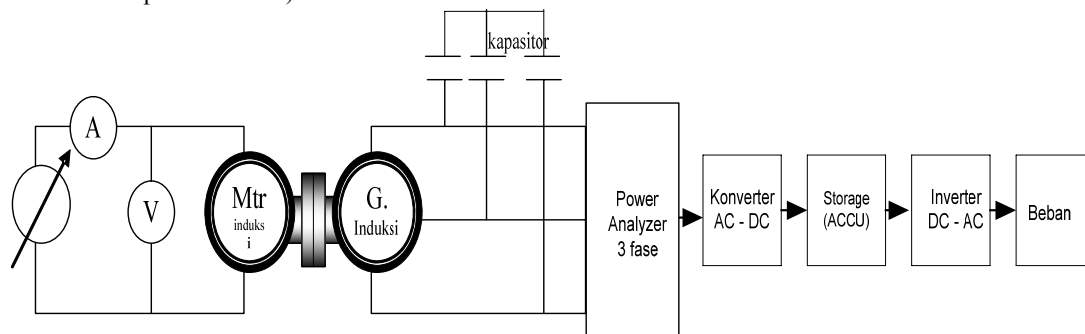 kapasitor
A
V
Mtr
induks
i
G.
Induksi
Power
Analyzer
3 fase
Konverter
AC - DC
Storage
(ACCU)
Inverter
DC - AC
Beban